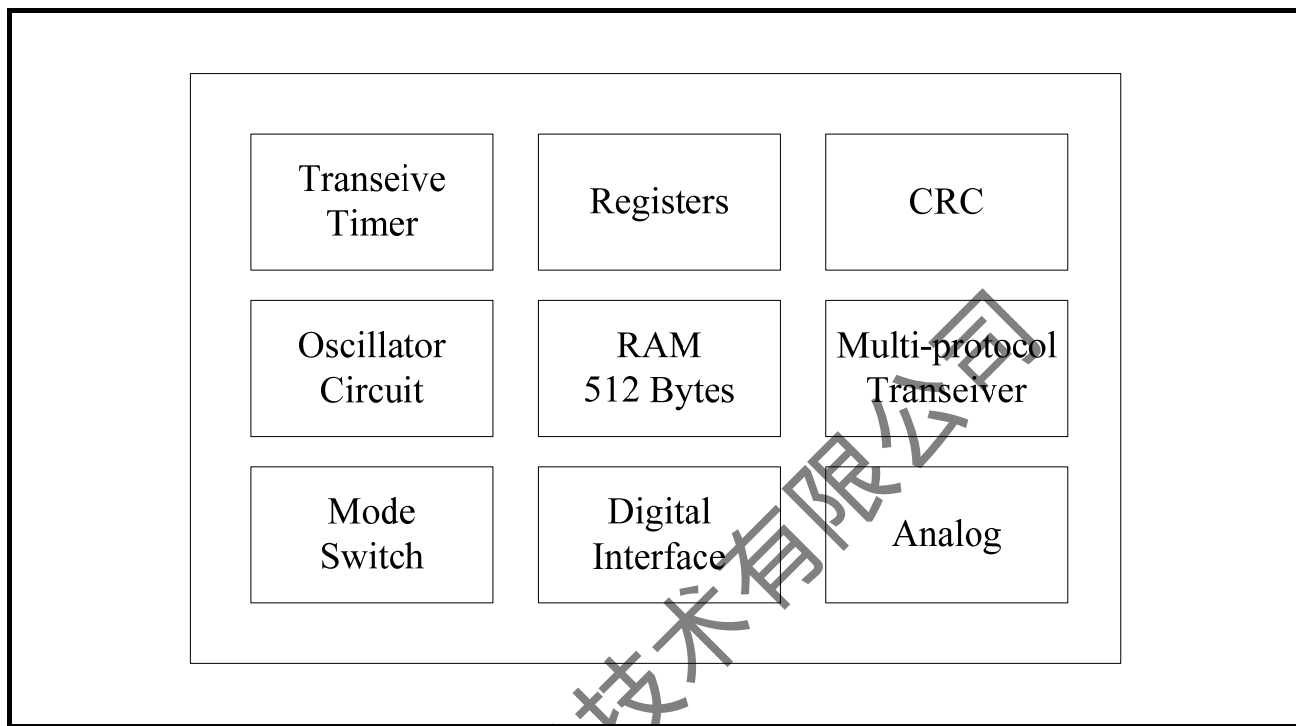 Transeive
Timer
Registers
CRC
Oscillator
Circuit
RAM
512 Bytes
Multi-protocol
Transeiver
Mode
Switch
Digital
Interface
Analog
技术有限公司